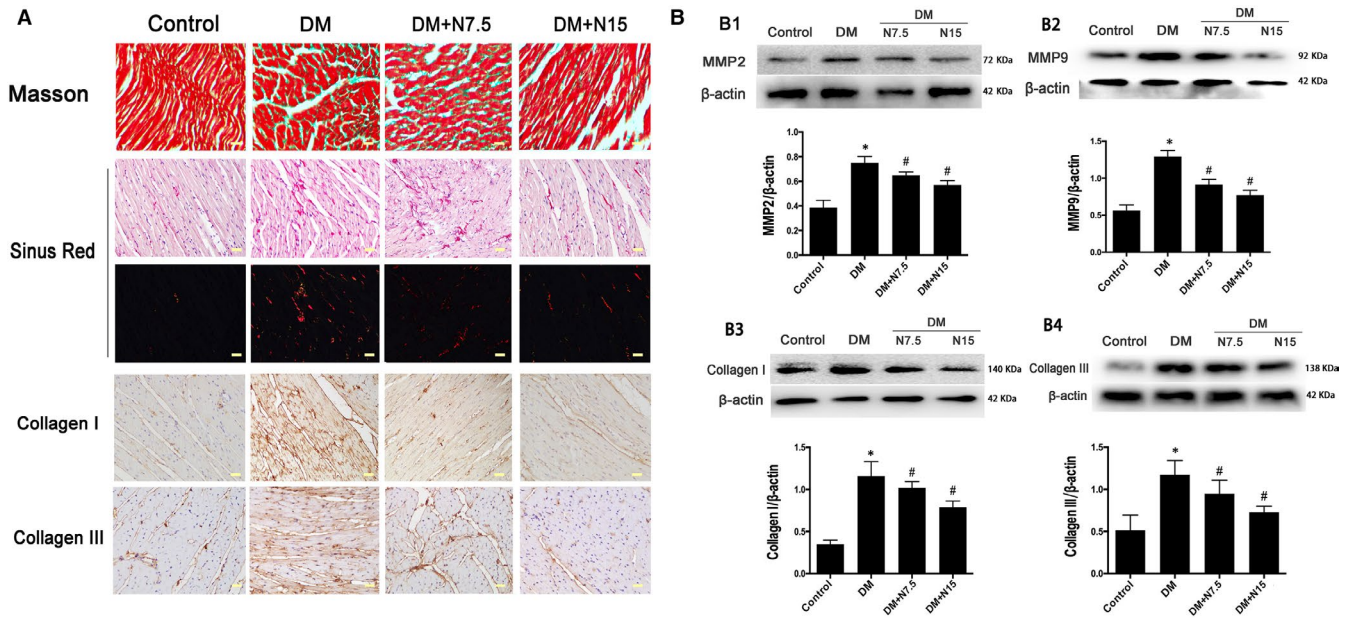 A
Control DM DM+N7.5 DM+N15
Masson
Sinus Red
Collagen I
Collagen III
B
B1
DM
Control DM N7.5 N15
MMP2 72 KDa
β-actin 42 KDa
MMP2/β-actin
0.8
0.6
0.4
0.2
0.0
* # #
Control DM DM+N7.5 DM+N15
B2
DM
Control DM N7.5 N15
MMP9 92 KDa
β-actin 42 KDa
MMP9/β-actin
1.5
1.0
0.5
0.0
* # #
Control DM DM+N7.5 DM+N15
B3
DM
Control DM N7.5 N15
Collagen I 140 KDa
β-actin 42 KDa
Collagen I/β-actin
1.5
1.0
0.5
0.0
* # #
Control DM DM+N7.5 DM+N15
B4
DM
Control DM N7.5 N15
Collagen III 138 KDa
β-actin 42 KDa
Collagen III/β-actin
1.5
1.0
0.5
0.0
* # #
Control DM DM+N7.5 DM+N15